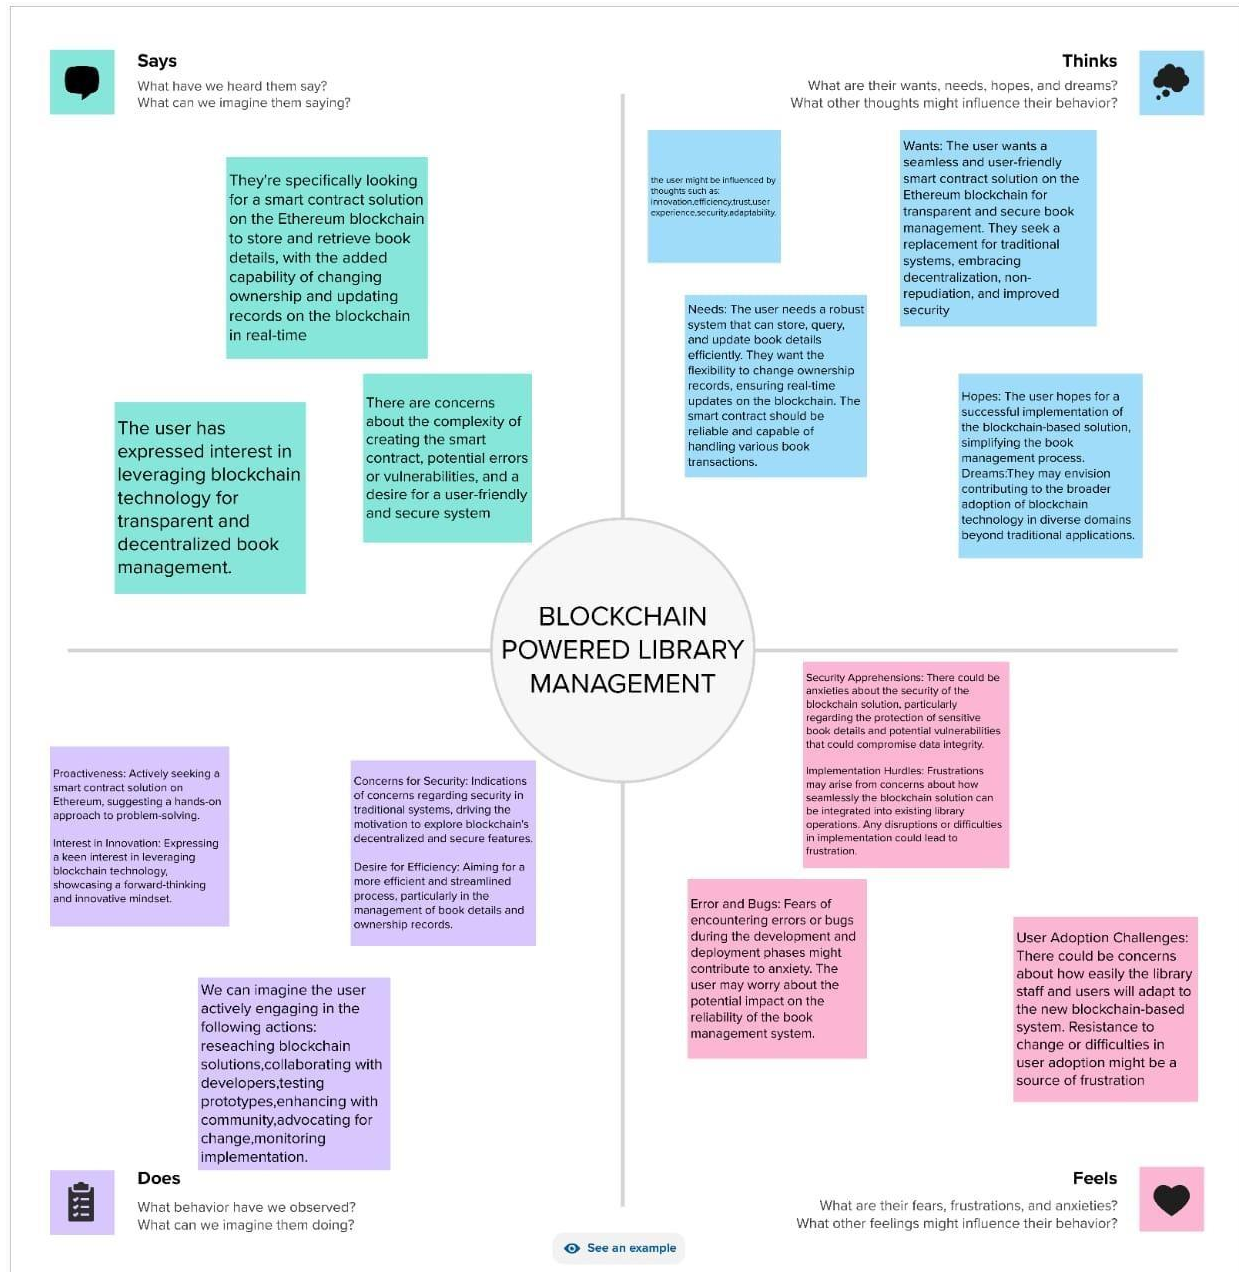 Says
What have we heard them say?
What can we imagine them saying?
They're specifically looking
for a smart contract solution
on the Ethereum blockchain
to store and retrieve book
details, with the added
capability of changing
ownership and updating
records on the blockchain
in real-time
The user has
expressed interest in
leveraging blockchain
technology for
transparent and
decentralized book
management.
There are concerns
about the complexity of
creating the smart
contract, potential errors
or vulnerabilities, and a
desire for a user-friendly
and secure system
Thinks
What are their wants, needs, hopes, and dreams?
What other thoughts might influence their behavior?
the user might be influenced by
thoughts such as:
innovation,efficiency,trust,user
experience,security,adaptability.
Wants: The user wants a
seamless and user-friendly
smart contract solution on the
Ethereum blockchain for
transparent and secure book
management. They seek a
replacement for traditional
systems, embracing
decentralization, non-
repudiation, and improved
security
Needs: The user needs a robust
system that can store, query,
and update book details
efficiently. They want the
flexibility to change ownership
records, ensuring real-time
updates on the blockchain. The
smart contract should be
reliable and capable of
handling various book
transactions.
Hopes: The user hopes for a
successful implementation of
the blockchain-based solution,
simplifying the book
management process.
Dreams:They may envision
contributing to the broader
adoption of blockchain
technology in diverse domains
beyond traditional applications.
BLOCKCHAIN
POWERED LIBRARY
MANAGEMENT
Proactiveness: Actively seeking a
smart contract solution on
Ethereum, suggesting a hands-on
approach to problem-solving.
Interest in Innovation: Expressing
a keen interest in leveraging
blockchain technology,
showcasing a forward-thinking
and innovative mindset.
Concerns for Security: Indications
of concerns regarding security in
traditional systems, driving the
motivation to explore blockchain's
decentralized and secure features.
Desire for Efficiency: Aiming for a
more efficient and streamlined
process, particularly in the
management of book details and
ownership records.
We can imagine the user
actively engaging in the
following actions:
reseaching blockchain
solutions,collaborating with
developers,testing
prototypes,enhancing with
community,advocating for
change,monitoring
implementation.
Does
What behavior have we observed?
What can we imagine them doing?
Security Apprehensions: There could be
anxieties about the security of the
blockchain solution, particularly
regarding the protection of sensitive
book details and potential vulnerabilities
that could compromise data integrity.
Implementation Hurdles: Frustrations
may arise from concerns about how
seamlessly the blockchain solution can
be integrated into existing library
operations. Any disruptions or difficulties
in implementation could lead to
frustration.
Error and Bugs: Fears of
encountering errors or bugs
during the development and
deployment phases might
contribute to anxiety. The
user may worry about the
potential impact on the
reliability of the book
management system.
User Adoption Challenges:
There could be concerns
about how easily the library
staff and users will adapt to
the new blockchain-based
system. Resistance to
change or difficulties in
user adoption might be a
source of frustration
Feels
What are their fears, frustrations, and anxieties?
What other feelings might influence their behavior?
See an example